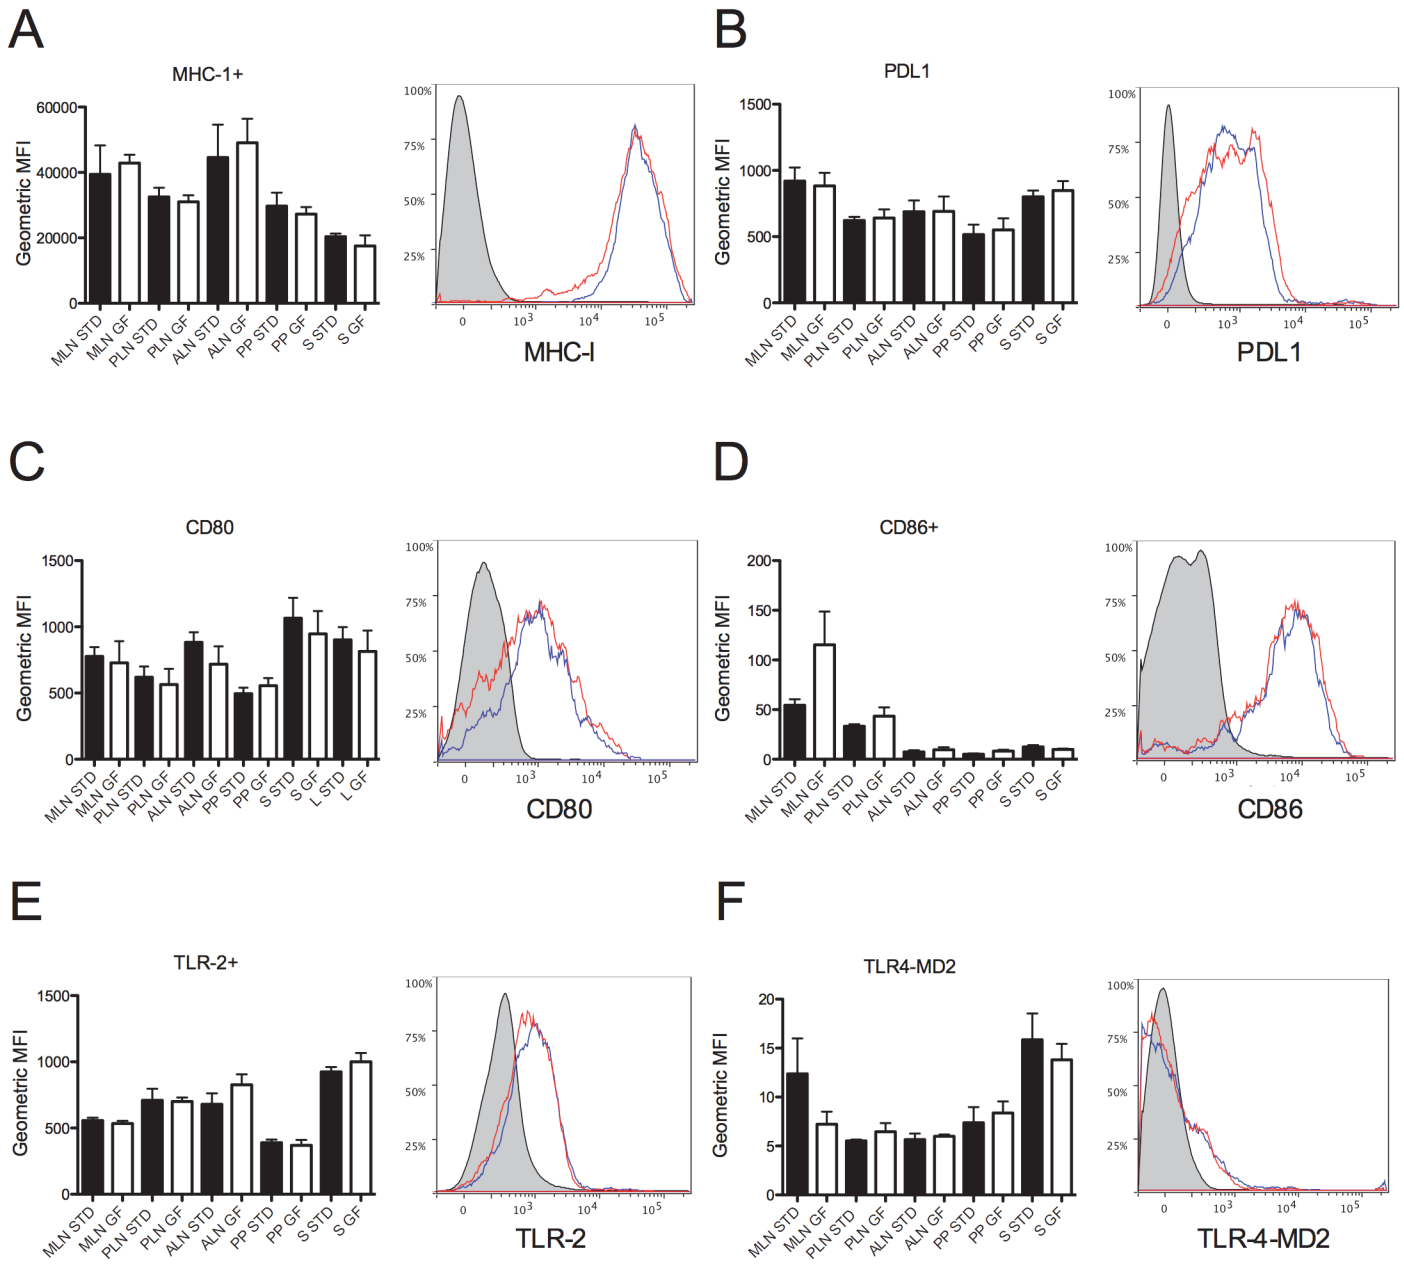 A
MHC-1+
Geometric MFI
60000
40000
20000
0
MLN STD
MLN GF
PLN STD
PLN GF
ALN STD
ALN GF
PP STD
PP GF
S STD
S GF
100%
75%
50%
25%
0 10³ 10⁴ 10⁵
MHC-I
B
PDL1
Geometric MFI
1500
1000
500
0
MLN STD
MLN GF
PLN STD
PLN GF
ALN STD
ALN GF
PP STD
PP GF
S STD
S GF
100%
75%
50%
25%
0 10³ 10⁴ 10⁵
PDL1
C
CD80
Geometric MFI
1500
1000
500
0
MLN STD
MLN GF
PLN STD
PLN GF
ALN STD
ALN GF
PP STD
PP GF
S STD
S GF
L STD
L GF
100%
75%
50%
25%
0 10³ 10⁴ 10⁵
CD80
D
CD86+
Geometric MFI
200
150
100
50
0
MLN STD
MLN GF
PLN STD
PLN GF
ALN STD
ALN GF
PP STD
PP GF
S STD
S GF
100%
75%
50%
25%
0 10³ 10⁴ 10⁵
CD86
E
TLR-2+
Geometric MFI
1500
1000
500
0
MLN STD
MLN GF
PLN STD
PLN GF
ALN STD
ALN GF
PP STD
PP GF
S STD
S GF
100%
75%
50%
25%
0 10³ 10⁴ 10⁵
TLR-2
F
TLR4-MD2
Geometric MFI
20
15
10
5
0
MLN STD
MLN GF
PLN STD
PLN GF
ALN STD
ALN GF
PP STD
PP GF
S STD
S GF
100%
75%
50%
25%
0 10³ 10⁴ 10⁵
TLR-4-MD2